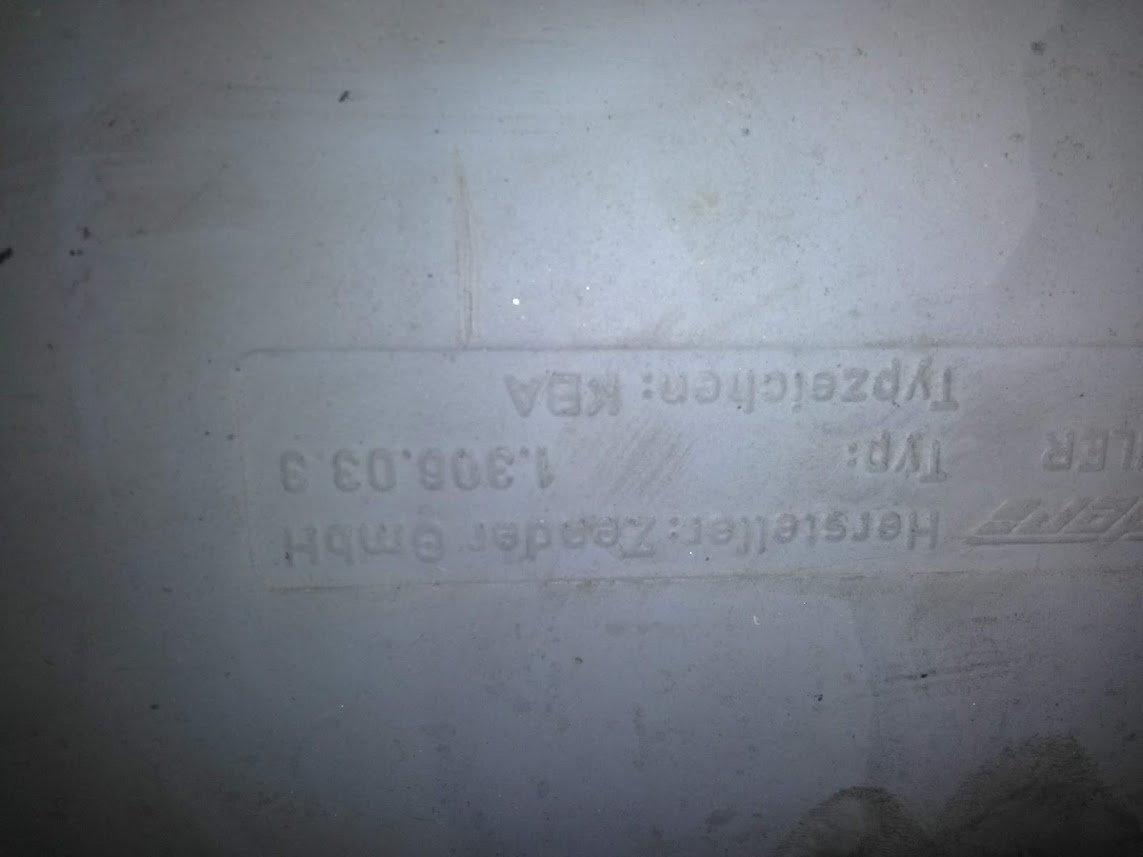 Hersteller: Zender GmbH
Typ: 1.306.03.3
Typzeichen: KBA